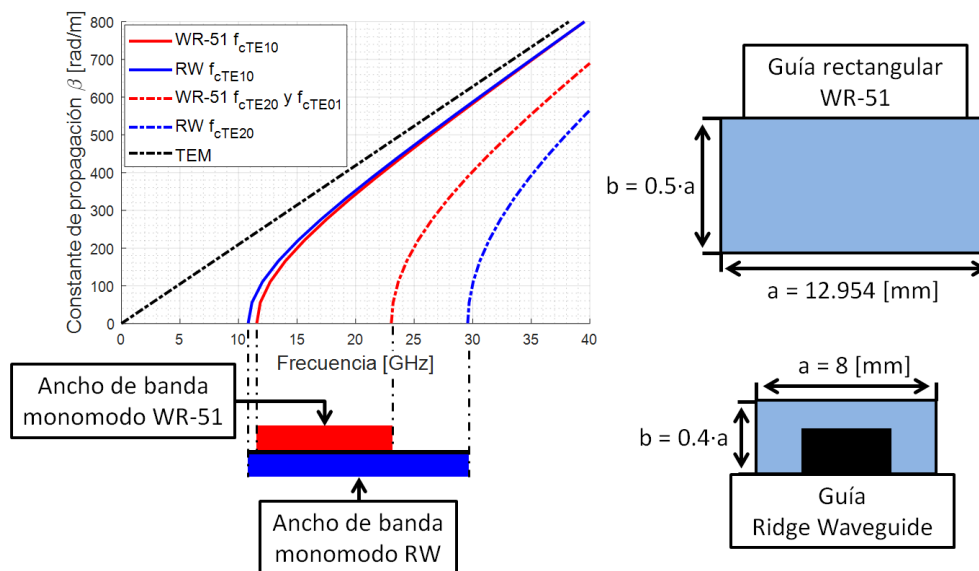 Constante de propagación β [rad/m]
800
700
600
500
400
300
200
100
0
WR-51 fcTE10
RW fcTE10
WR-51 fcTE20 y fcTE01
RW fcTE20
TEM
0 5 10 15 20 25 30 35 40
Frecuencia [GHz]
Ancho de banda
monomodo WR-51
Ancho de banda
monomodo RW
Guía rectangular
WR-51
b = 0.5·a
a = 12.954 [mm]
a = 8 [mm]
b = 0.4·a
Guía
Ridge Waveguide